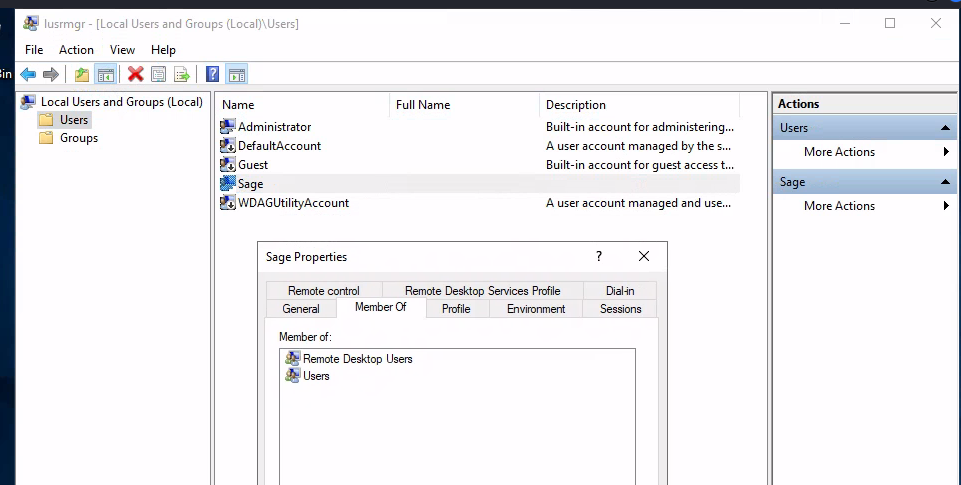 lusrmgr - [Local Users and Groups (Local)\Users]
File Action View Help
Bin
Local Users and Groups (Local)
Users
Groups
Name Full Name Description
Administrator Built-in account for administering...
DefaultAccount A user account managed by the s...
Guest Built-in account for guest access t...
Sage
WDAGUtilityAccount A user account managed and use...
Actions
Users
More Actions
Sage
More Actions
Sage Properties ?
Remote control Remote Desktop Services Profile Dial-in
General Member Of Profile Environment Sessions
Member of:
Remote Desktop Users
Users